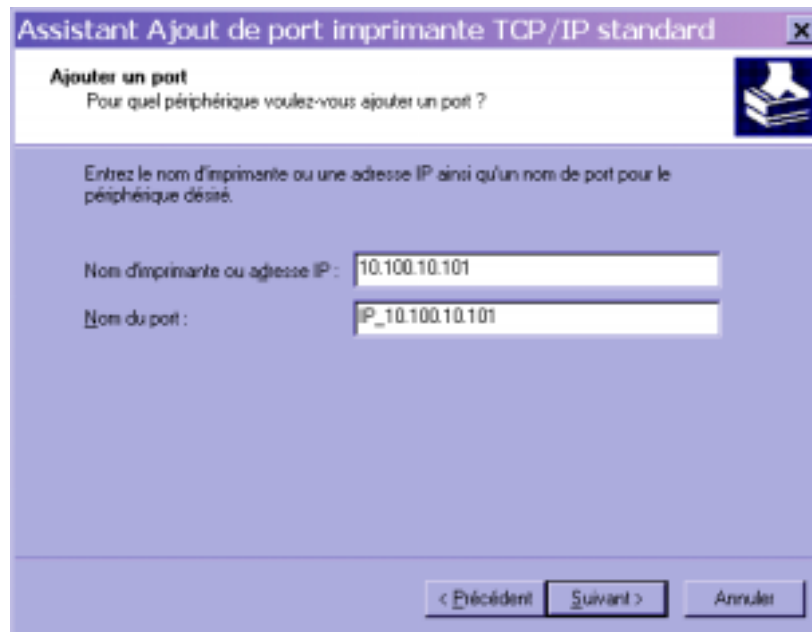 Assistant Ajout de port imprimante TCP/IP standard
Ajouter un port
Pour quel périphérique voulez-vous ajouter un port ?
Entrez le nom d'imprimante ou une adresse IP ainsi qu'un nom de port pour le
périphérique désiré.
Nom d'imprimante ou adresse IP : 10.100.10.101
Nom du port : IP_10.100.10.101
< Précédent Suivant > Annuler